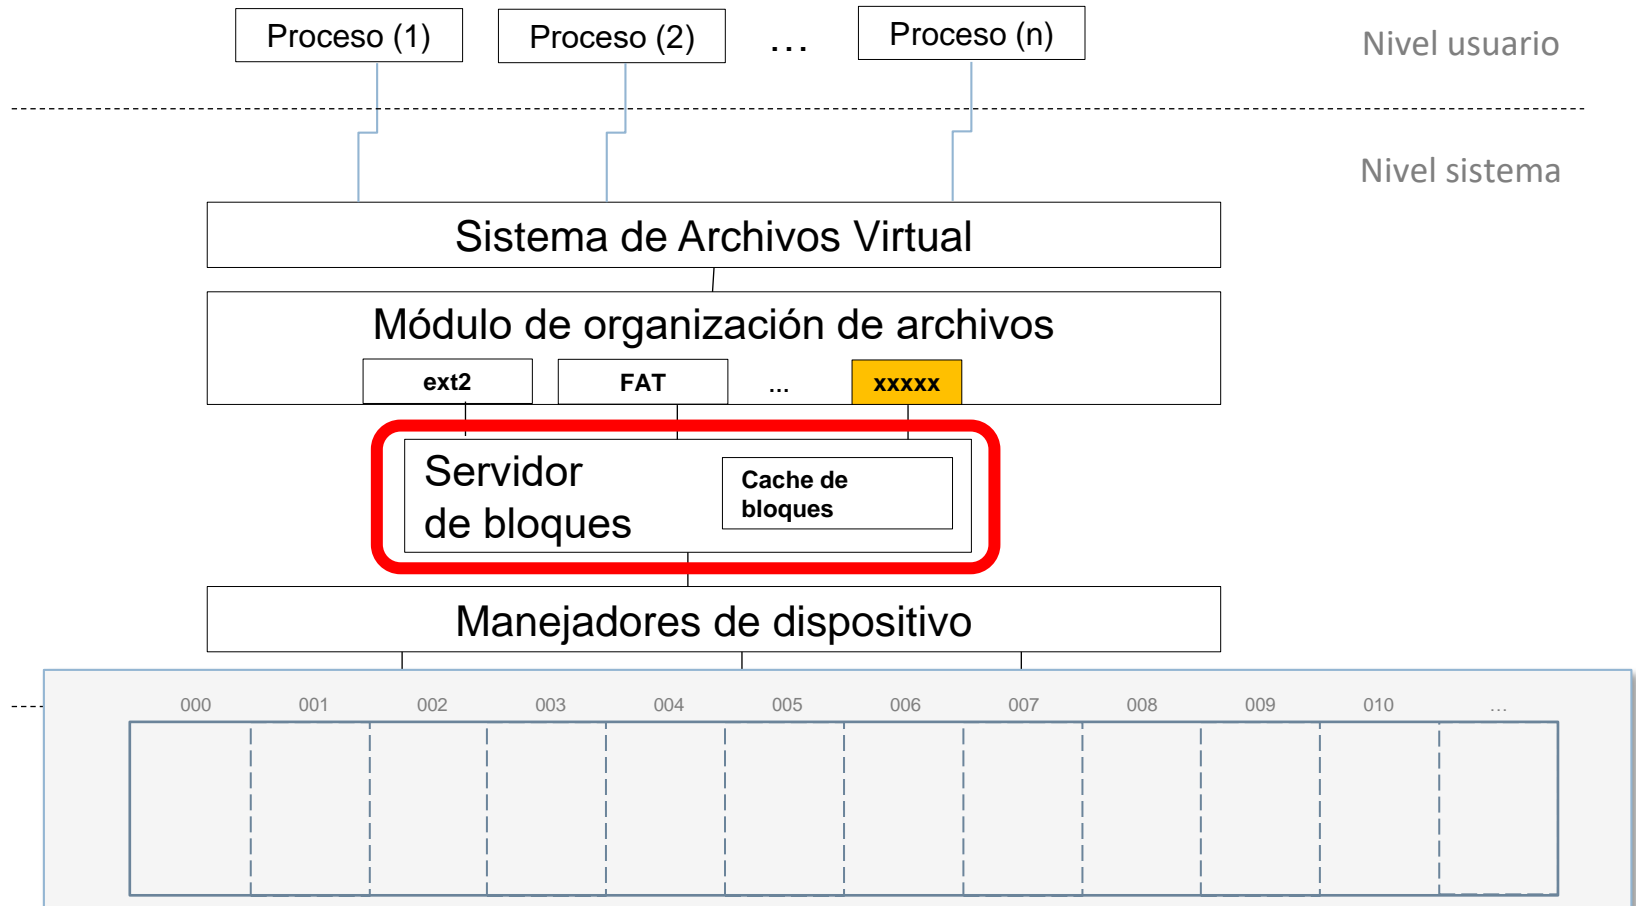 Proceso (1)
Proceso (2)
...
Proceso (n)
Nivel usuario
Nivel sistema
Sistema de Archivos Virtual
Módulo de organización de archivos
ext2
FAT
...
xxxxx
Servidor
de bloques
Cache de
bloques
Manejadores de dispositivo
000 001 002 003 004 005 006 007 008 009 010 ...